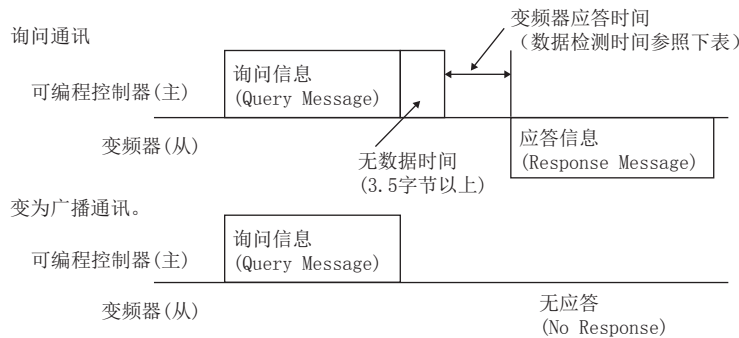 询问通讯
变频器应答时间
(数据检测时间参照下表)
可编程控制器(主)
询问信息
(Query Message)
变频器(从)
无数据时间
(3.5字节以上)
应答信息
(Response Message)
变为广播通讯。
可编程控制器(主)
询问信息
(Query Message)
变频器(从)
无应答
(No Response)